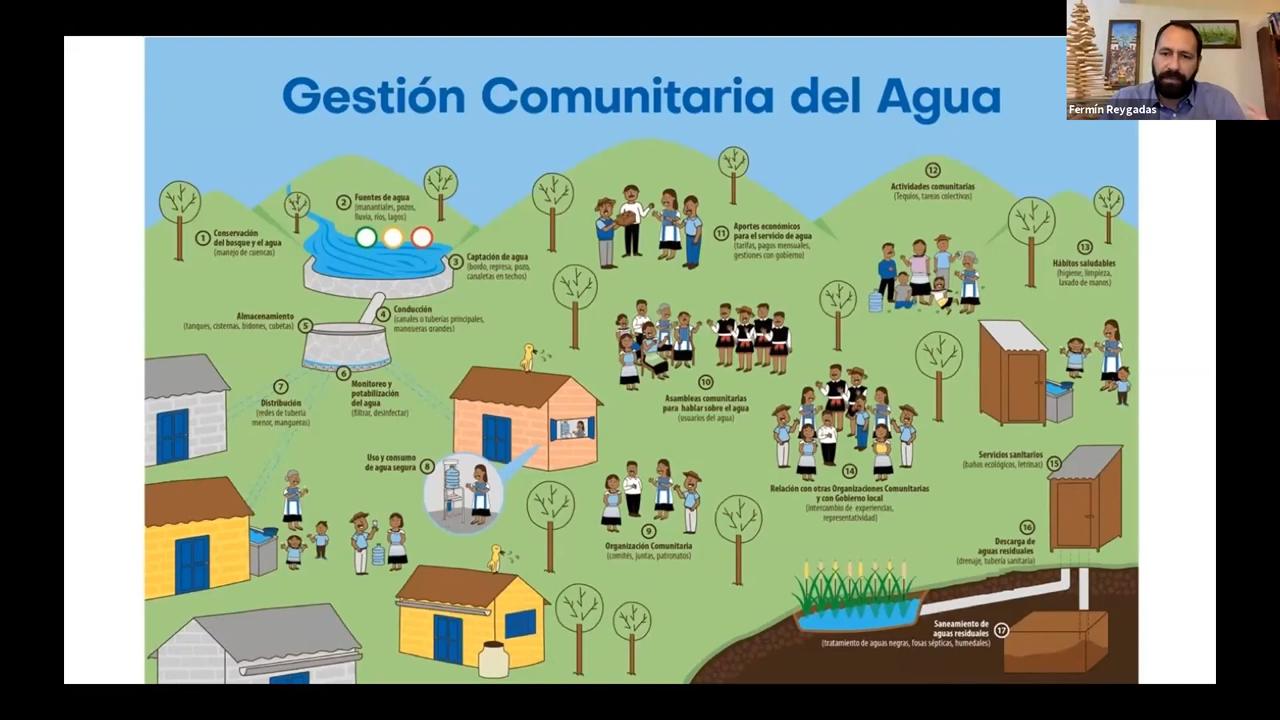 Gestión Comunitaria del Agua
Fermín Reygadas
1
Conservación
del bosque y el agua
(manejo de cuencas)
2
Fuentes de agua
(manantiales, pozos,
lluvia, ríos, lagos)
3
Captación de agua
(bordo, represa, pozo,
canaletas en techos)
4
Conducción
(canales o tuberías principales,
mangueras grandes)
Almacenamiento
(tanques, cisternas, bidones, cubetas)
5
6
Monitoreo y
potabilización
del agua
(filtrar, desinfectar)
7
Distribución
(redes de tubería
menor, mangueras)
Uso y consumo
de agua segura
8
9
Organización Comunitaria
(comités, juntas, patronatos)
10
Asambleas comunitarias
para hablar sobre el agua
(usuarios del agua)
11
Aportes económicos
para el servicio de agua
(tarifas, pagos mensuales,
gestiones con gobierno)
12
Actividades comunitarias
(Tequios, tareas colectivas)
13
Hábitos saludables
(higiene, limpieza,
lavado de manos)
14
Relación con otras Organizaciones Comunitarias
y con Gobierno local
(intercambio de experiencias,
representatividad)
Servicios sanitarios
(baños ecológicos, letrinas)
15
16
Descarga de
aguas residuales
(drenaje, tubería sanitaria)
Saneamiento de
aguas residuales
(tratamiento de aguas negras, fosas sépticas, humedales)
17